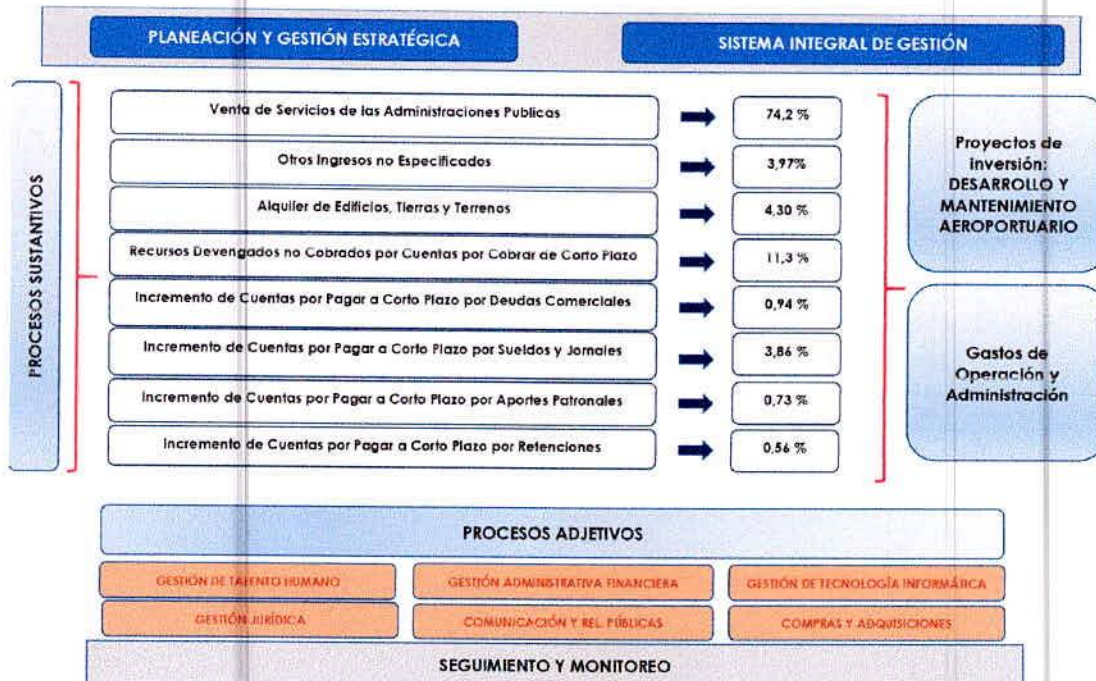 PLANEACIÓN Y GESTIÓN ESTRATÉGICA
SISTEMA INTEGRAL DE GESTIÓN
PROCESOS SUSTANTIVOS
Venta de Servicios de las Administraciones Publicas
74,2 %
Otros Ingresos no Especificados
3,97%
Alquiler de Edificios, Tierras y Terrenos
4,30 %
Recursos Devengados no Cobrados por Cuentas por Cobrar de Corto Plazo
11,3 %
Incremento de Cuentas por Pagar a Corto Plazo por Deudas Comerciales
0,94 %
Incremento de Cuentas por Pagar a Corto Plazo por Sueldos y Jornales
3,86 %
Incremento de Cuentas por Pagar a Corto Plazo por Aportes Patronales
0,73 %
Incremento de Cuentas por Pagar a Corto Plazo por Retenciones
0,56 %
Proyectos de
inversión:
DESARROLLO Y
MANTENIMIENTO
AEROPORTUARIO
Gastos de
Operación y
Administración
PROCESOS ADJETIVOS
GESTIÓN DE TALENTO HUMANO
GESTIÓN ADMINISTRATIVA FINANCIERA
GESTIÓN DE TECNOLOGÍA INFORMÁTICA
GESTIÓN JURÍDICA
COMUNICACIÓN Y REL. PÚBLICAS
COMPRAS Y ADQUISICIONES
SEGUIMIENTO Y MONITOREO